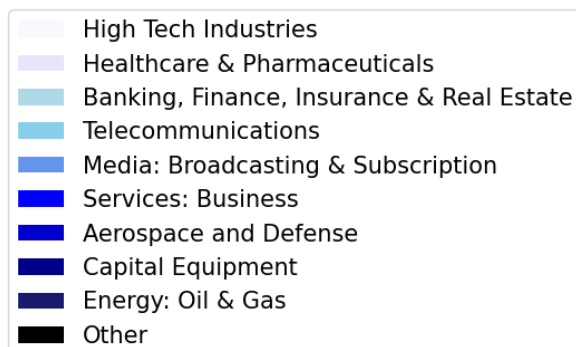 High Tech Industries
Healthcare & Pharmaceuticals
Banking, Finance, Insurance & Real Estate
Telecommunications
Media: Broadcasting & Subscription
Services: Business
Aerospace and Defense
Capital Equipment
Energy: Oil & Gas
Other